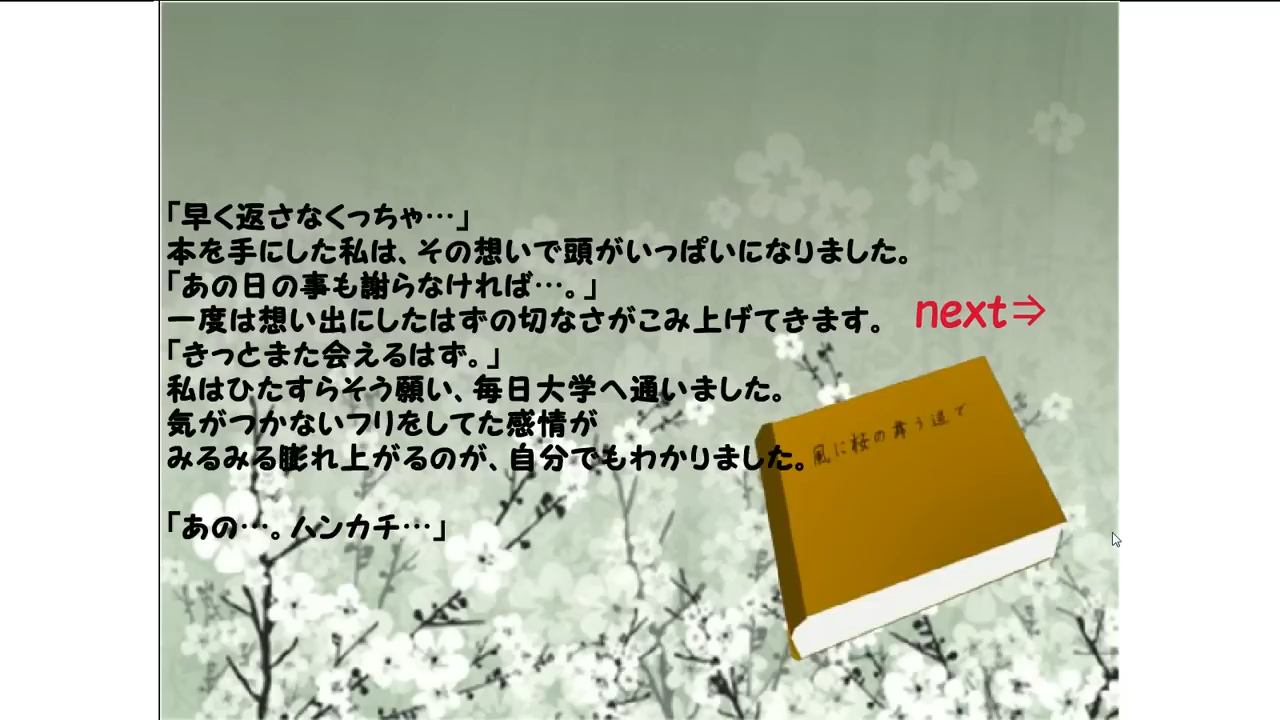 「早く返さなくっちゃ…」
本を手にした私は、その想いで頭がいっぱいになりました。
「あの日の事も謝らなければ…。」
一度は想い出にしたはずの切なさがこみ上げてきます。
next⇒
「きっとまた会えるはず。」
私はひたすらそう願い、毎日大学へ通いました。
気がつかないフリをしてた感情が
みるみる膨れ上がるのが、自分でもわかりました。
風に桜の舞う道で
「あの…。ハンカチ…」